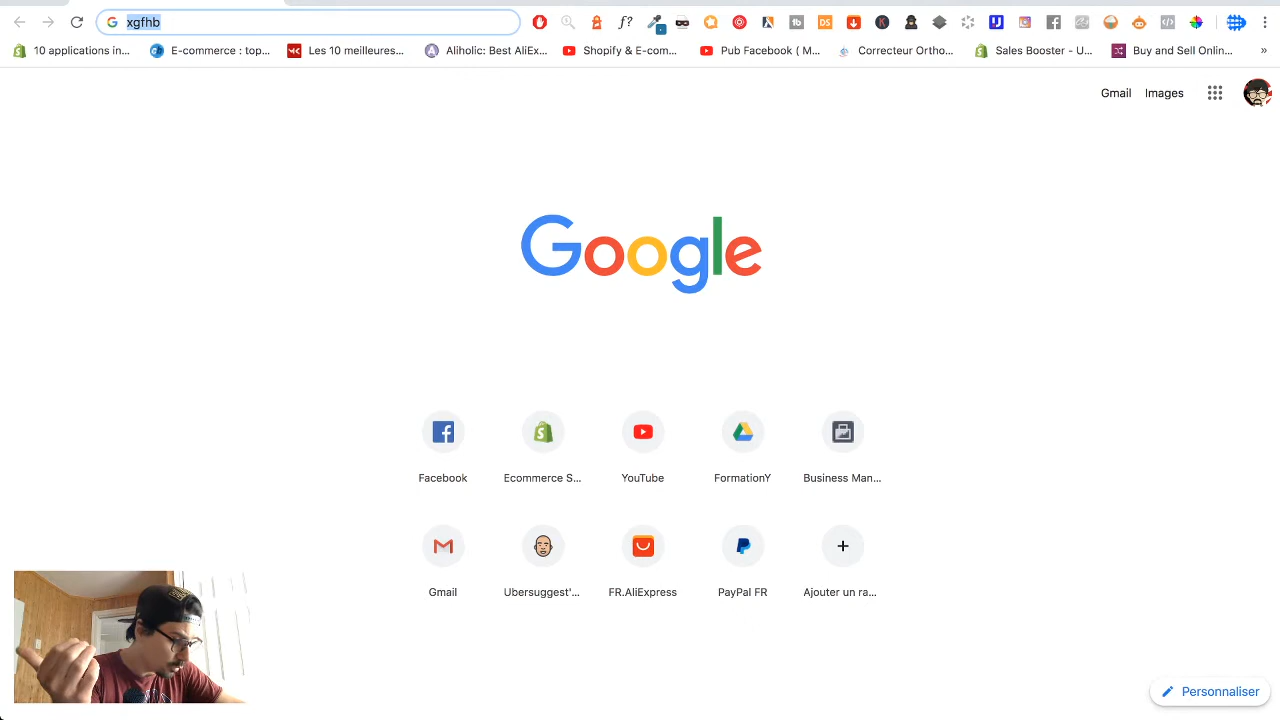 xgfhb
f?
10 applications in...
E-commerce : top...
Les 10 meilleures...
Aliholic: Best AliEx...
Shopify & E-com...
Pub Facebook ( M...
Correcteur Ortho...
Sales Booster - U...
Buy and Sell Onlin...
»
Gmail
Images
Google
Facebook
Ecommerce S...
YouTube
FormationY
Business Man...
Gmail
Ubersuggest'...
FR.AliExpress
PayPal FR
Ajouter un ra...
Personnaliser